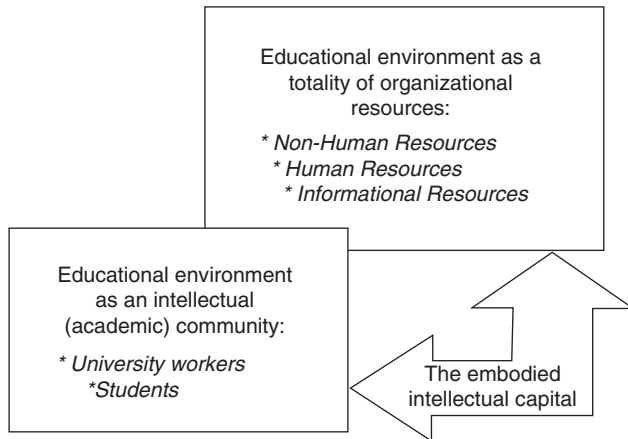 Educational environment as a
totality of organizational
resources:
* Non-Human Resources
* Human Resources
* Informational Resources
Educational environment
as an intellectual
(academic) community:
* University workers
*Students
The embodied
intellectual capital